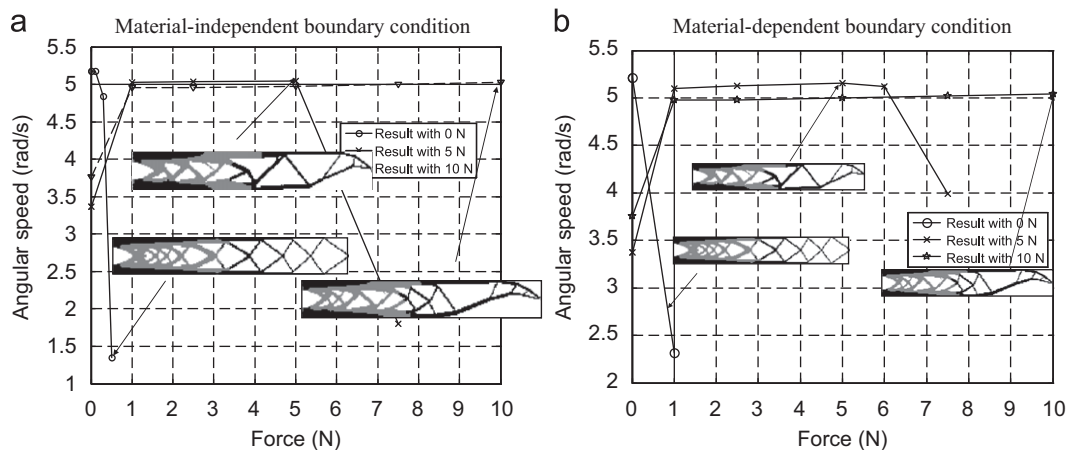 a
Material-independent boundary condition
5.5
5
4.5
4
3.5
3
2.5
2
1.5
1
Angular speed (rad/s)
Result with 0 N
Result with 5 N
Result with 10 N
0 1 2 3 4 5 6 7 8 9 10
Force (N)
b
Material-dependent boundary condition
5.5
5
4.5
4
3.5
3
2.5
2
Angular speed (rad/s)
Result with 0 N
Result with 5 N
Result with 10 N
0 1 2 3 4 5 6 7 8 9 10
Force (N)